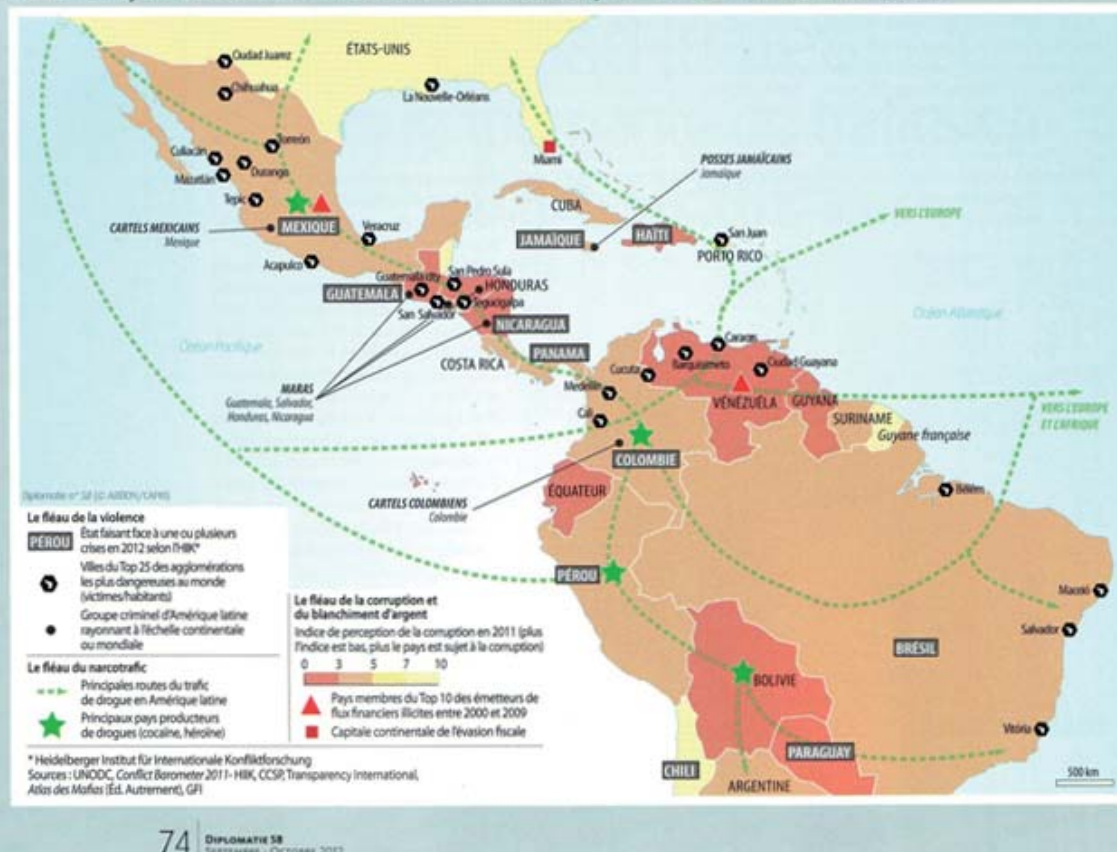 ÉTATS-UNIS
Ciudad Juarez
Chihuahua
La Nouvelle-Orléans
Torreón
Culiacán
Durango
Mazatlán
Tepic
Miami
POSSES JAMAÏCAINS
Jamaïque
CARTELS MEXICAINS
Mexique
MEXIQUE
Veracruz
Acapulco
CUBA
JAMAÏQUE
HAÏTI
San Juan
PORTO RICO
VERS L'EUROPE
Guatemala city
San Pedro Sula
HONDURAS
GUATEMALA
San Salvador
Tegucigalpa
NICARAGUA
Océan Pacifique
Océan Atlantique
COSTA RICA
PANAMA
MARAS
Guatemala, Salvador,
Honduras, Nicaragua
Caracas
Barquisimeto
Ciudad Guayana
Cucuta
Medellin
Cali
VÉNÉZUELA
GUYANA
SURINAME
Guyane française
VERS L'EUROPE
ET L'AFRIQUE
COLOMBIE
CARTELS COLOMBIENS
Colombie
ÉQUATEUR
Bélém
PÉROU
Maceió
Salvador
BRÉSIL
BOLIVIE
Vitória
PARAGUAY
CHILI
ARGENTINE
500 km
Diplomatie n° 58 (© AREION/CAPRI)
Le fléau de la violence
PÉROU
État faisant face à une ou plusieurs
crises en 2012 selon l'HIIK*
Villes du Top 25 des agglomérations
les plus dangereuses au monde
(victimes/habitants)
Groupe criminel d'Amérique latine
rayonnant à l'échelle continentale
ou mondiale
Le fléau du narcotrafic
Principales routes du trafic
de drogue en Amérique latine
Principaux pays producteurs
de drogues (cocaïne, héroïne)
Le fléau de la corruption et
du blanchiment d'argent
Indice de perception de la corruption en 2011 (plus
l'indice est bas, plus le pays est sujet à la corruption)
0 3 5 7 10
Pays membres du Top 10 des émetteurs de
flux financiers illicites entre 2000 et 2009
Capitale continentale de l'évasion fiscale
* Heidelberger Institut für Internationale Konfliktforschung
Sources : UNODC, Conflict Barometer 2011 - HIIK, CCSP, Transparency International,
Atlas des Mafias (Éd. Autrement), GFI
74
DIPLOMATIE 58
SEPTEMBRE - OCTOBRE 2012